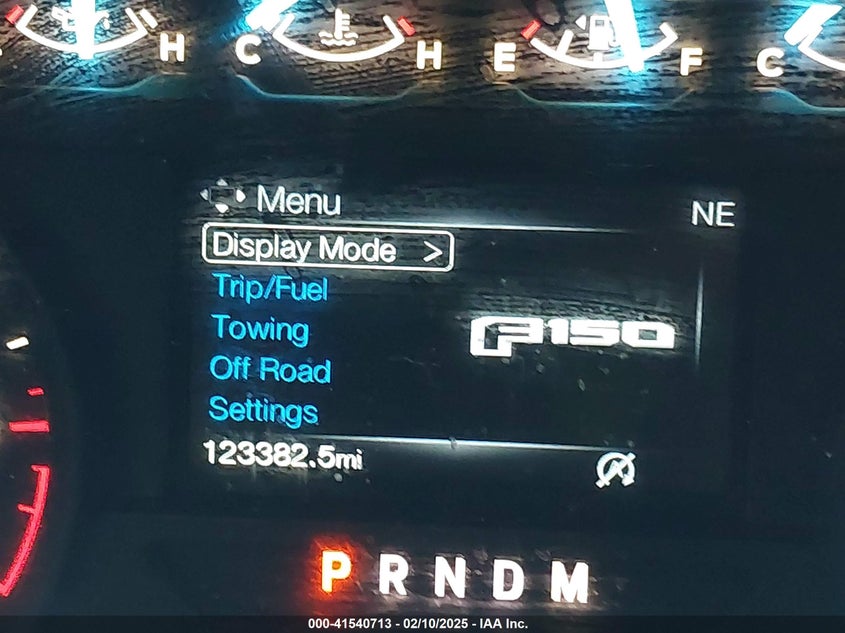 H C H E F C
Menu NE
Display Mode >
Trip/Fuel
Towing F150
Off Road
Settings
123382.5mi
P R N D M
000-41540713 - 02/10/2025 - IAA Inc.